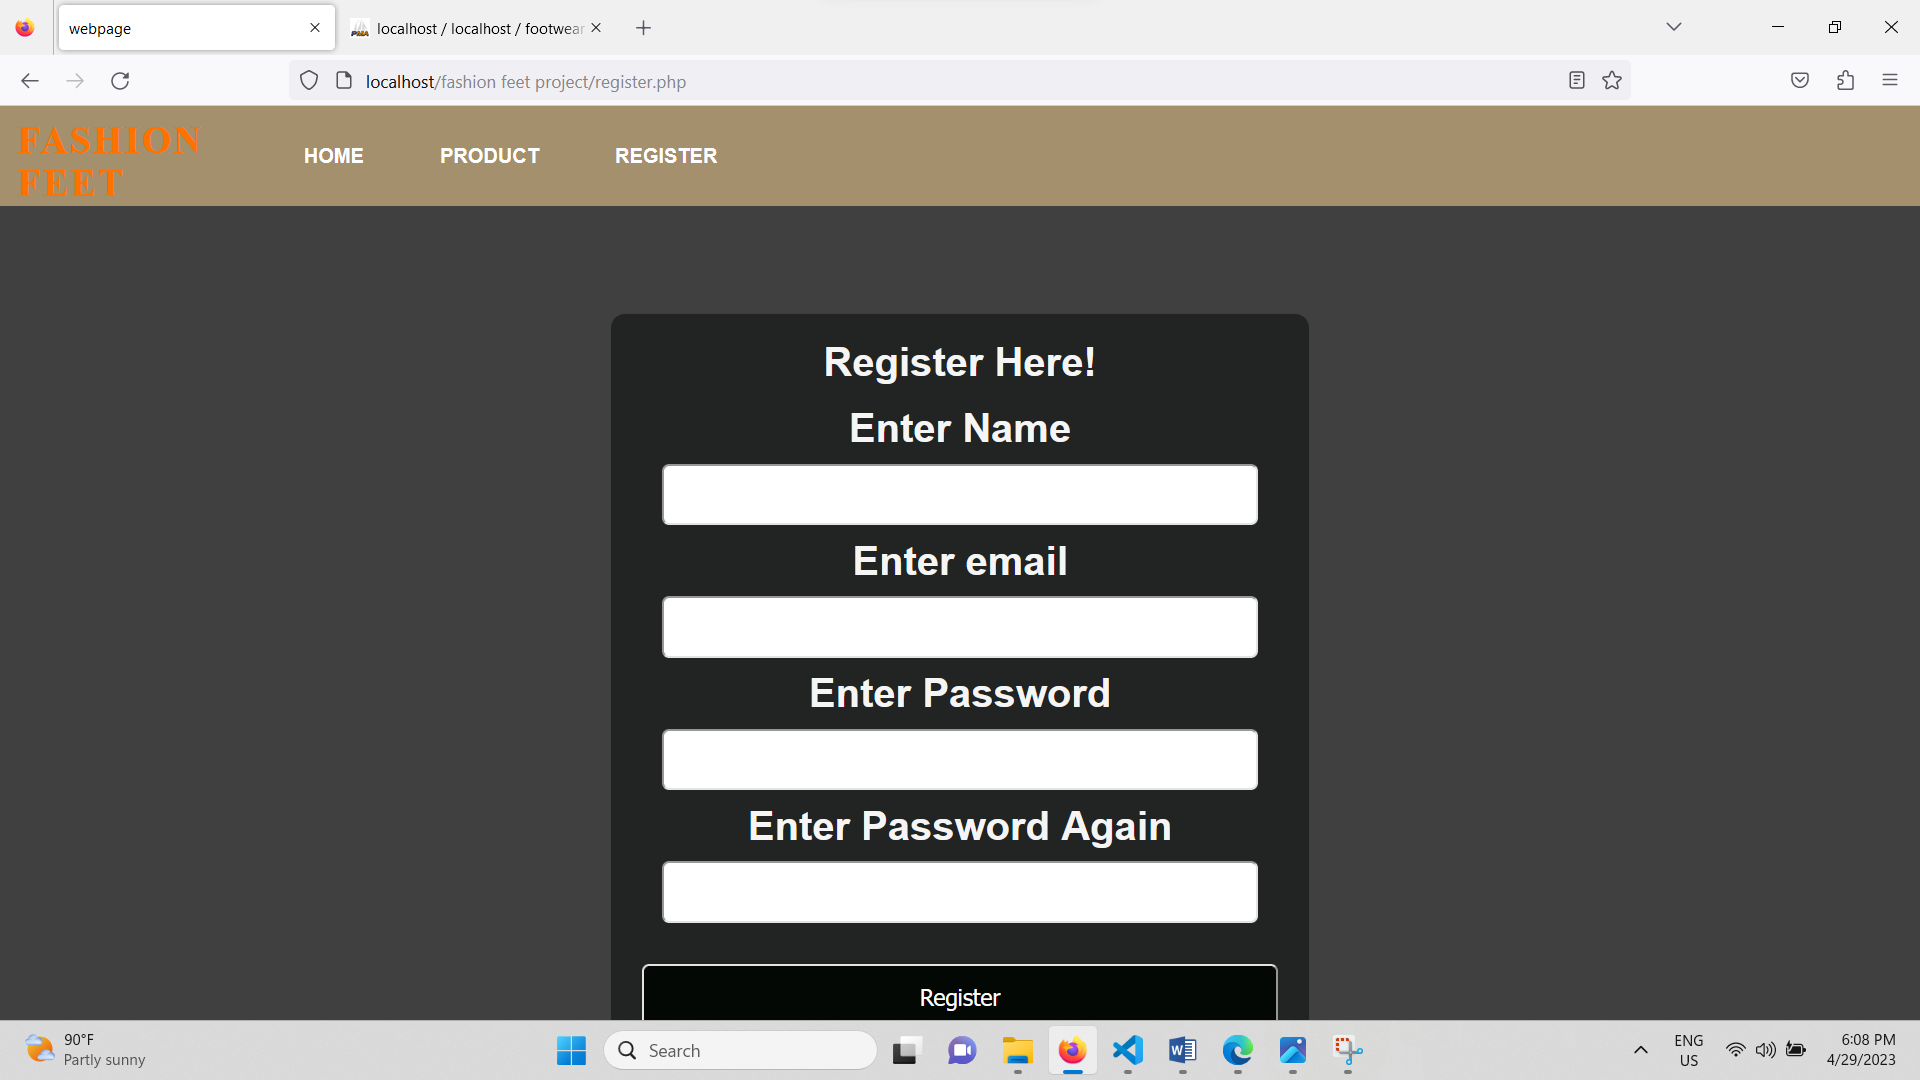 webpage
localhost / localhost / footwear
localhost/fashion feet project/register.php
FASHION
FEET
HOME PRODUCT REGISTER
Register Here!
Enter Name
Enter email
Enter Password
Enter Password Again
Register
90°F
Partly sunny
Search
ENG
US
6:08 PM
4/29/2023